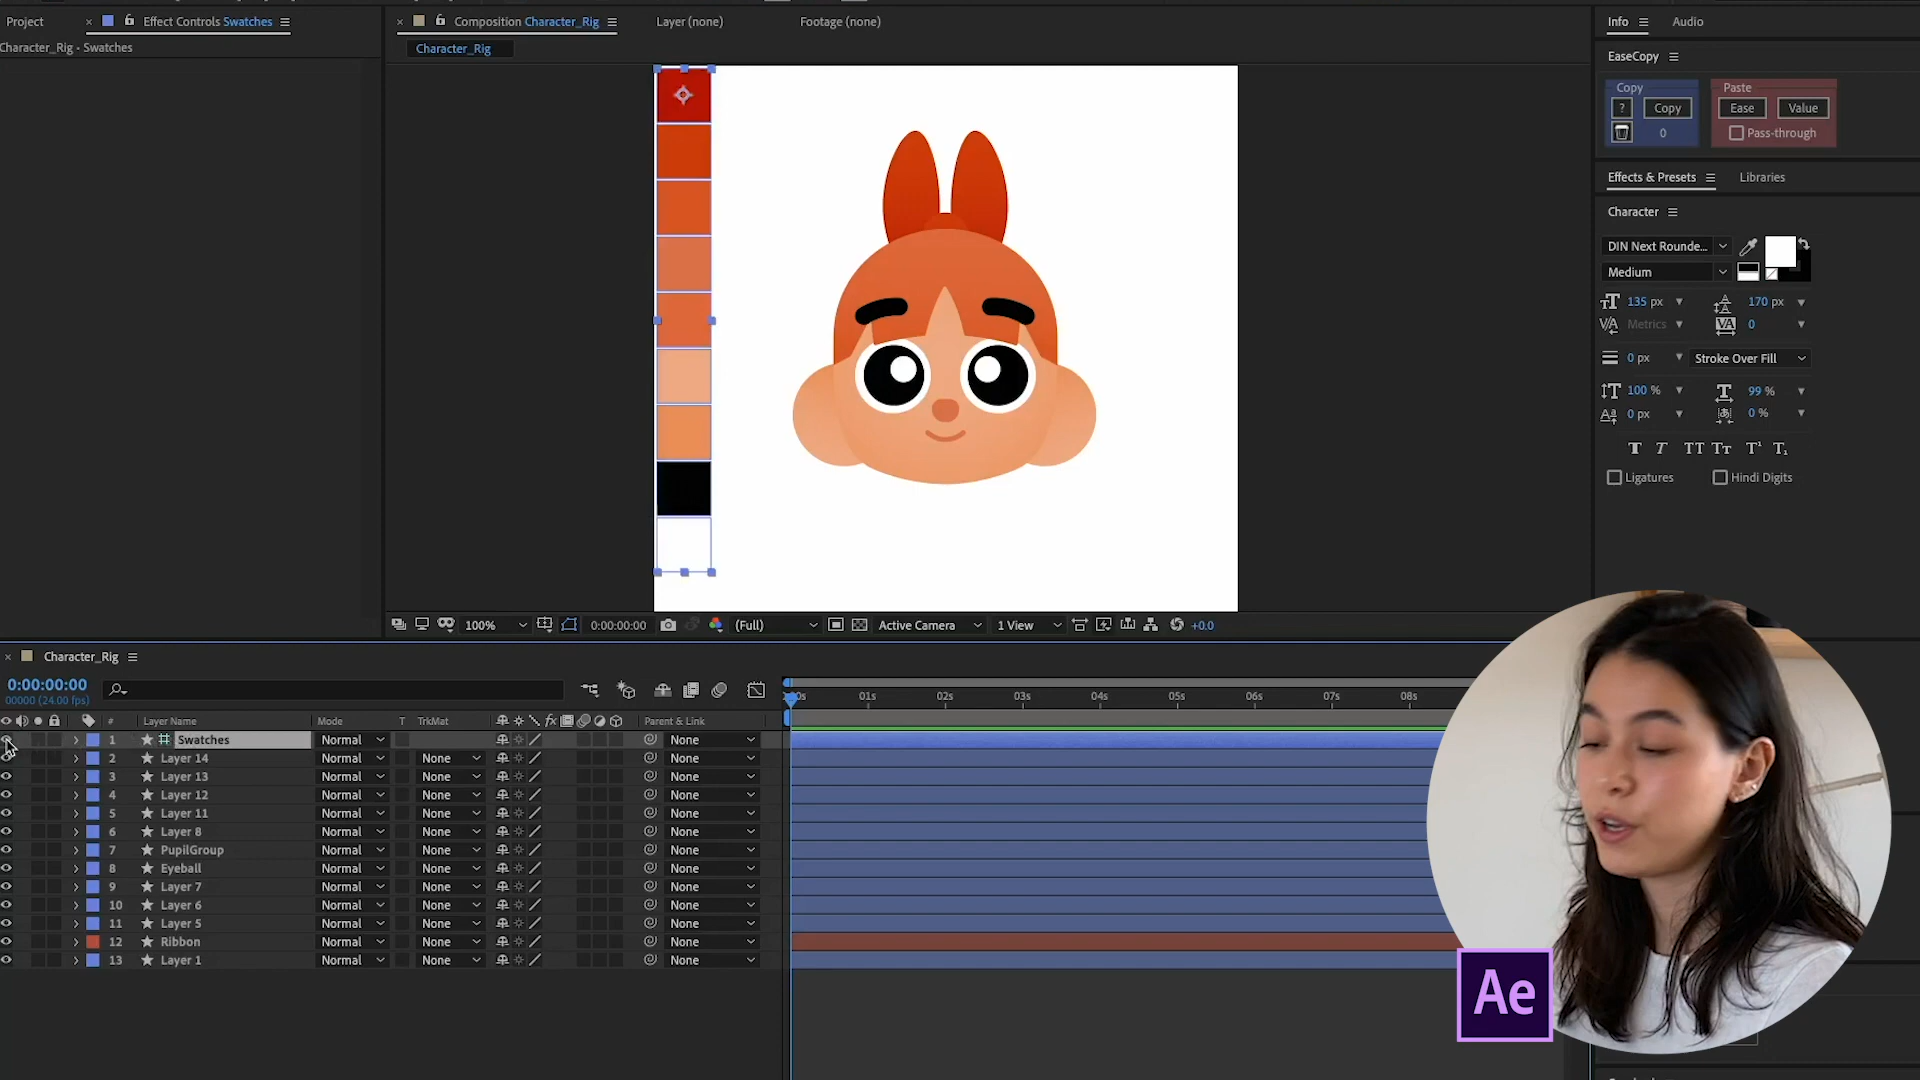 Project
Effect Controls Swatches
Composition Character_Rig
Layer (none)
Footage (none)
Info
Audio
Character_Rig • Swatches
Character_Rig
EaseCopy
Copy
Paste
? Copy
Ease
Value
0
Pass-through
Effects & Presets
Libraries
Character
DIN Next Rounde...
Medium
135 px
170 px
Metrics
0
0 px
Stroke Over Fill
100 %
99 %
0 px
0 %
Ligatures
Hindi Digits
100%
0:00:00:00
(Full)
Active Camera
1 View
+0.0
Character_Rig
0:00:00:00
00000 (24.00 fps)
01s
02s
03s
04s
05s
06s
07s
08s
# Layer Name Mode T TrkMat Parent & Link
1 Swatches Normal None
2 Layer 14 Normal None None
3 Layer 13 Normal None None
4 Layer 12 Normal None None
5 Layer 11 Normal None None
6 Layer 8 Normal None None
7 PupilGroup Normal None None
8 Eyeball Normal None None
9 Layer 7 Normal None None
10 Layer 6 Normal None None
11 Layer 5 Normal None None
12 Ribbon Normal None None
13 Layer 1 Normal None None
Ae